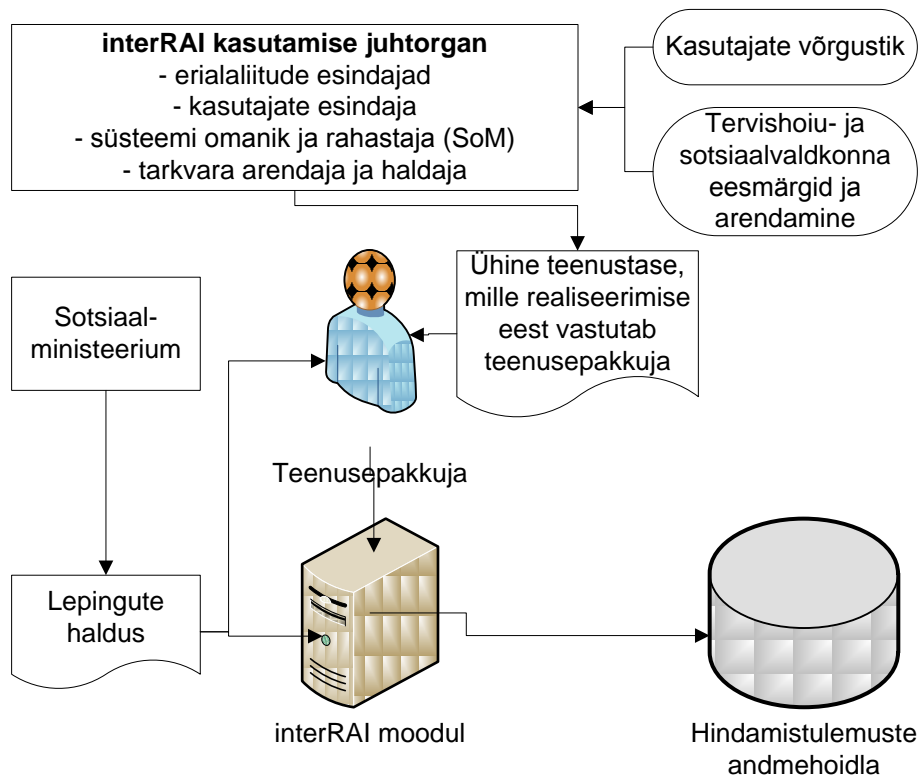 interRAI kasutamise juhtorgan
- erialaliitude esindajad
- kasutajate esindaja
- süsteemi omanik ja rahastaja (SoM)
- tarkvara arendaja ja haldaja
Kasutajate võrgustik
Tervishoiu- ja
sotsiaalvaldkonna
eesmärgid ja
arendamine
Ühine teenustase,
mille realiseerimise
eest vastutab
teenusepakkuja
Sotsiaal-
ministeerium
Teenusepakkuja
Lepingute
haldus
interRAI moodul
Hindamistulemuste
andmehoidla